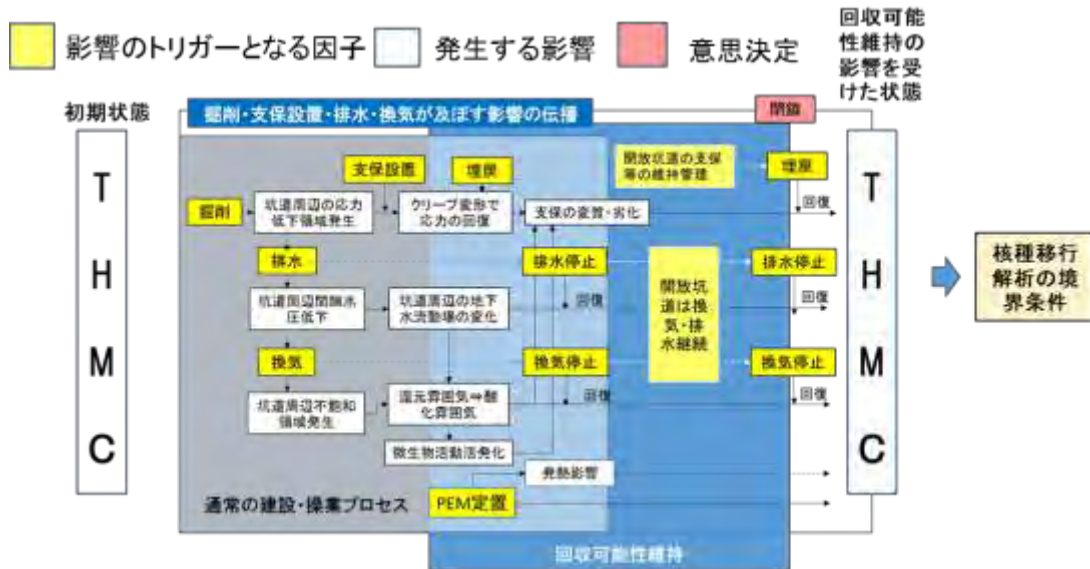 影響のトリガーとなる因子
発生する影響
意思決定
回収可能
性維持の
影響を受
けた状態
初期状態
掘削・支保設置・排水・換気が及ぼす影響の伝播
閉鎖
T
H
M
C
支保設置
埋戻
開放坑道の支保
等の維持管理
埋戻
掘削
坑道周辺の応力
低下領域発生
クリープ変形で
応力の回復
支保の変質・劣化
回復
排水
排水停止
排水停止
坑道周辺間隙水
圧低下
坑道周辺の地下
水流動場の変化
回復
開放坑
道は換
気・排
水継続
回復
換気
換気停止
換気停止
坑道周辺不飽和
領域発生
還元雰囲気⇒酸
化雰囲気
回復
回復
微生物活動活発化
発熱影響
通常の建設・操業プロセス
PEM定置
回収可能性維持
T
H
M
C
核種移行
解析の境
界条件